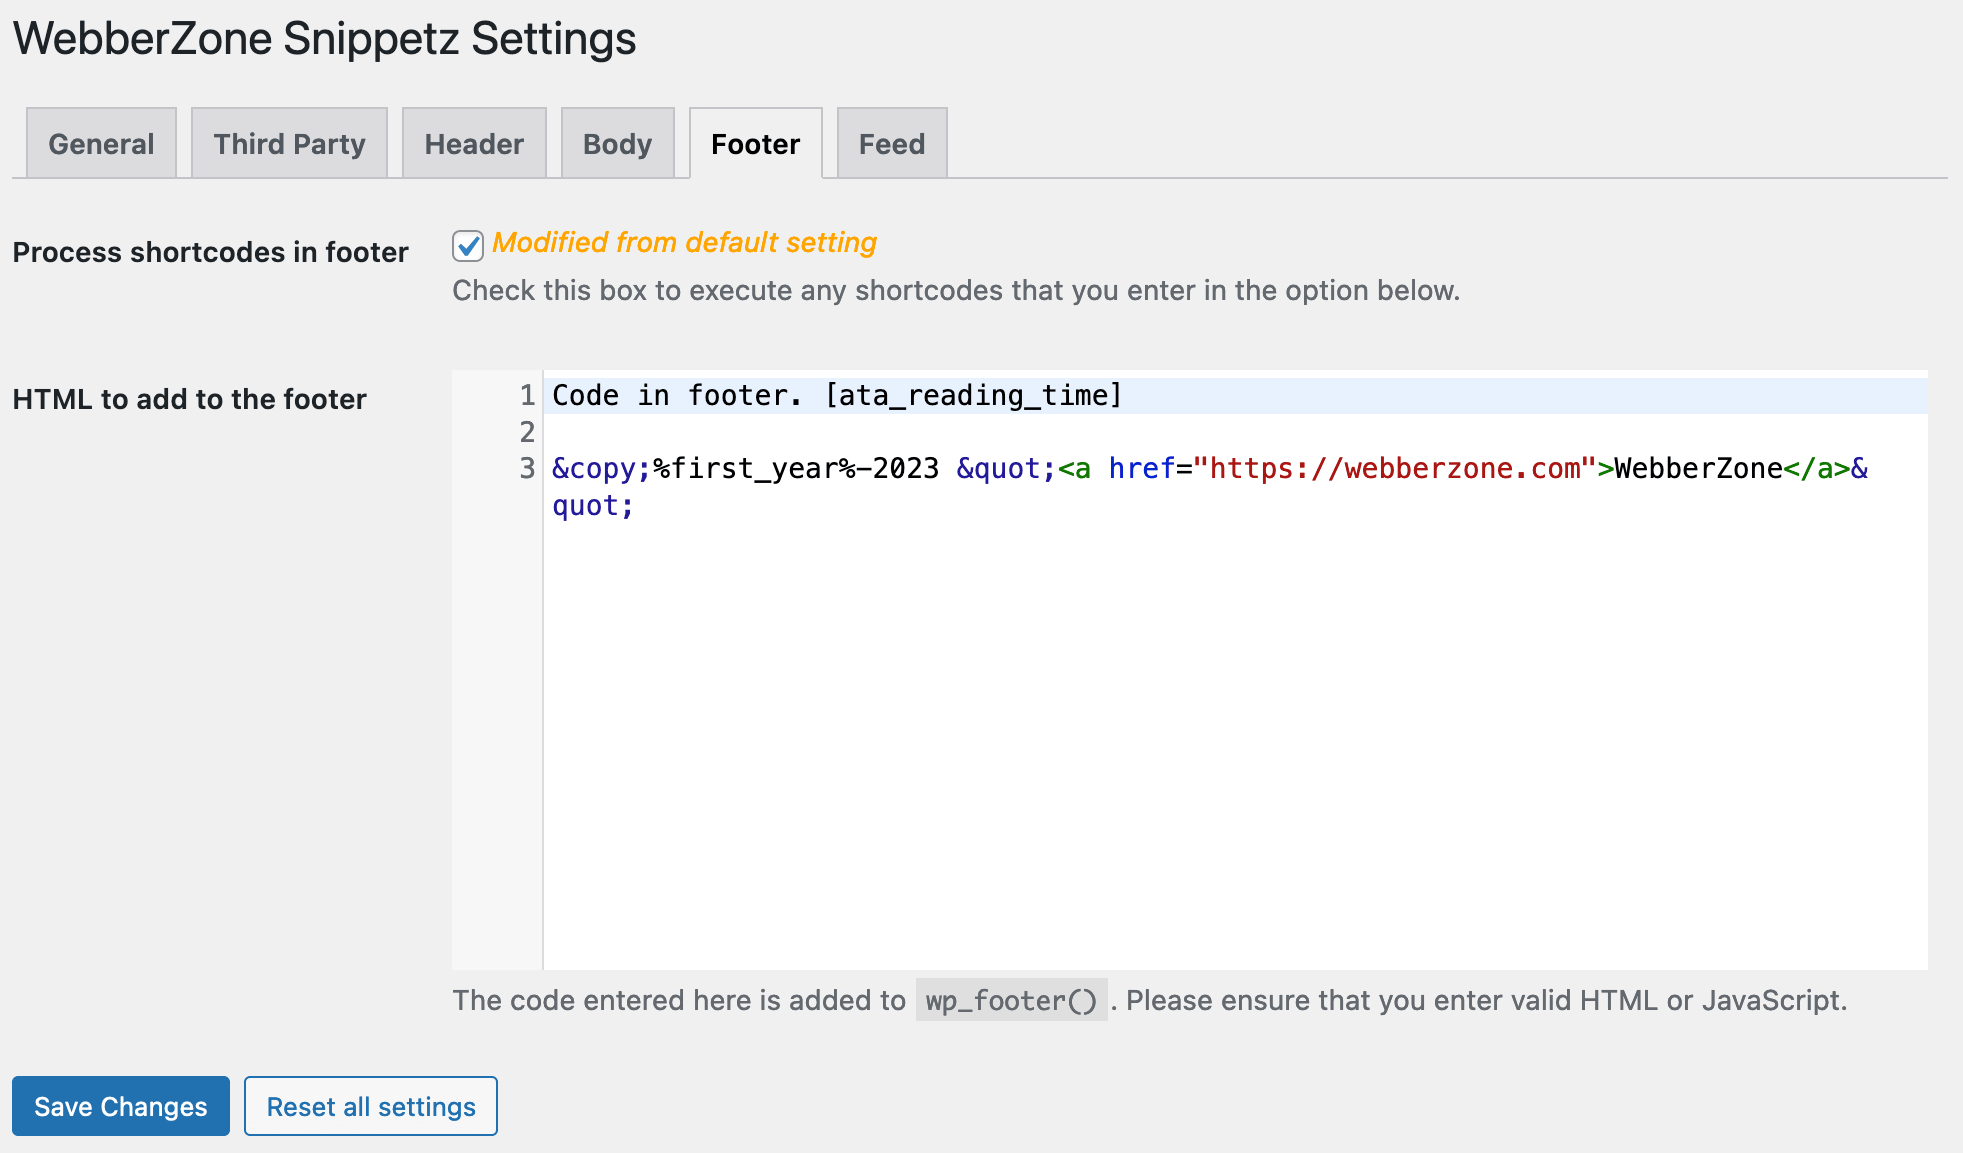 WebberZone Snippetz Settings
General Third Party Header Body Footer Feed
Process shortcodes in footer
Modified from default setting
Check this box to execute any shortcodes that you enter in the option below.
HTML to add to the footer
1 Code in footer. [ata_reading_time]
2
3 &copy;%first_year%-2023 &quot;<a href="https://webberzone.com">WebberZone</a>&
quot;
The code entered here is added to wp_footer(). Please ensure that you enter valid HTML or JavaScript.
Save Changes Reset all settings